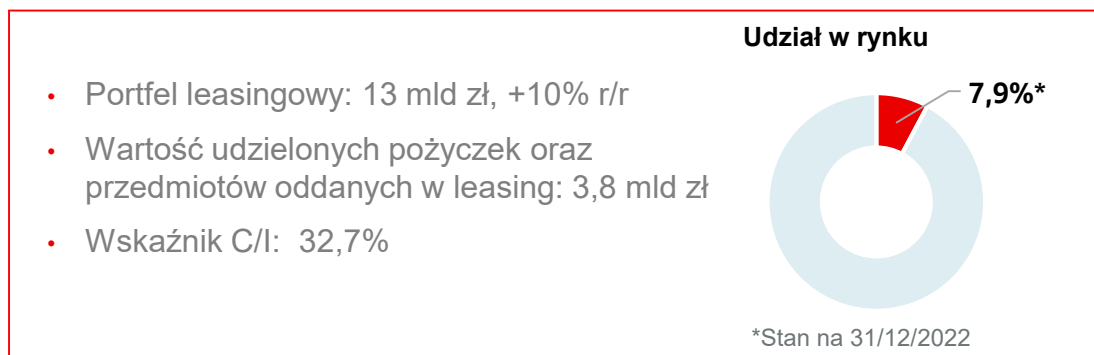 Udział w rynku
• Portfel leasingowy: 13 mld zł, +10% r/r
• Wartość udzielonych pożyczek oraz
przedmiotów oddanych w leasing: 3,8 mld zł
• Wskaźnik C/I: 32,7%
7,9%*
*Stan na 31/12/2022